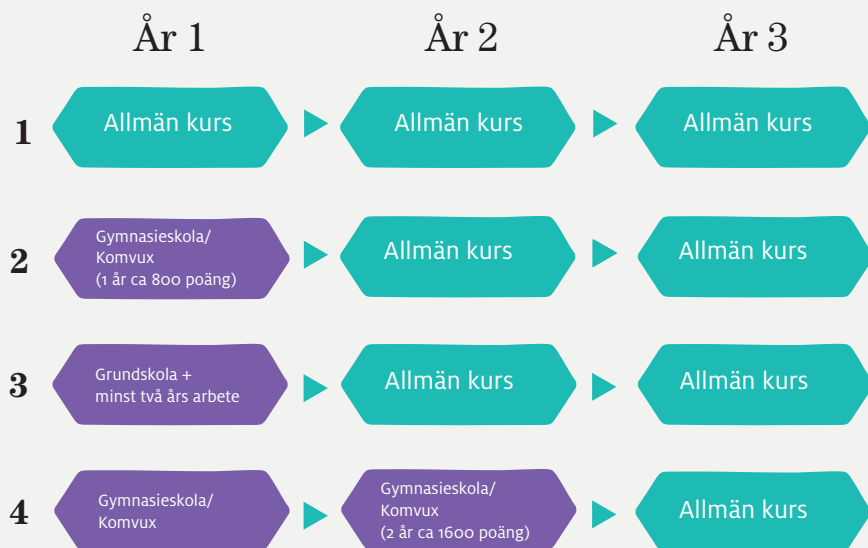 År 1 År 2 År 3
1 Allmän kurs Allmän kurs Allmän kurs
2 Gymnasieskola/
Komvux
(1 år ca 800 poäng)
Allmän kurs Allmän kurs
3 Grundskola +
minst två års arbete
Allmän kurs Allmän kurs
4 Gymnasieskola/
Komvux
Gymnasieskola/
Komvux
(2 år ca 1600 poäng)
Allmän kurs